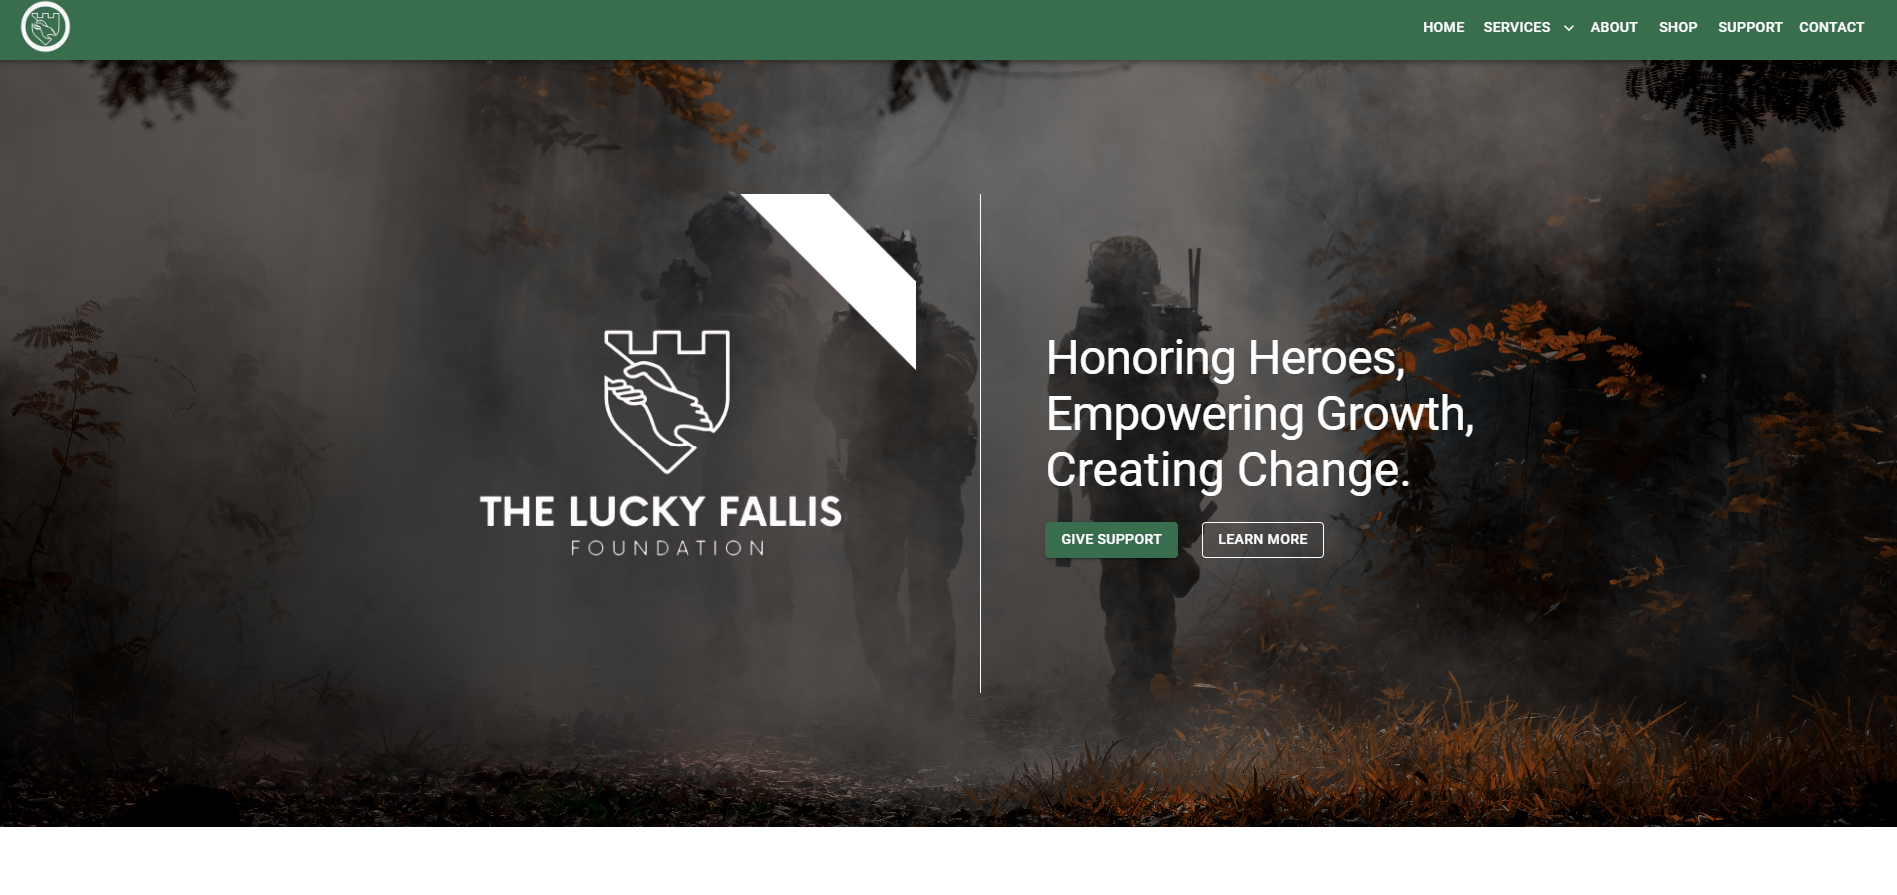 HOME SERVICES ABOUT SHOP SUPPORT CONTACT
THE LUCKY FALLIS
FOUNDATION
Honoring Heroes,
Empowering Growth,
Creating Change.
GIVE SUPPORT LEARN MORE